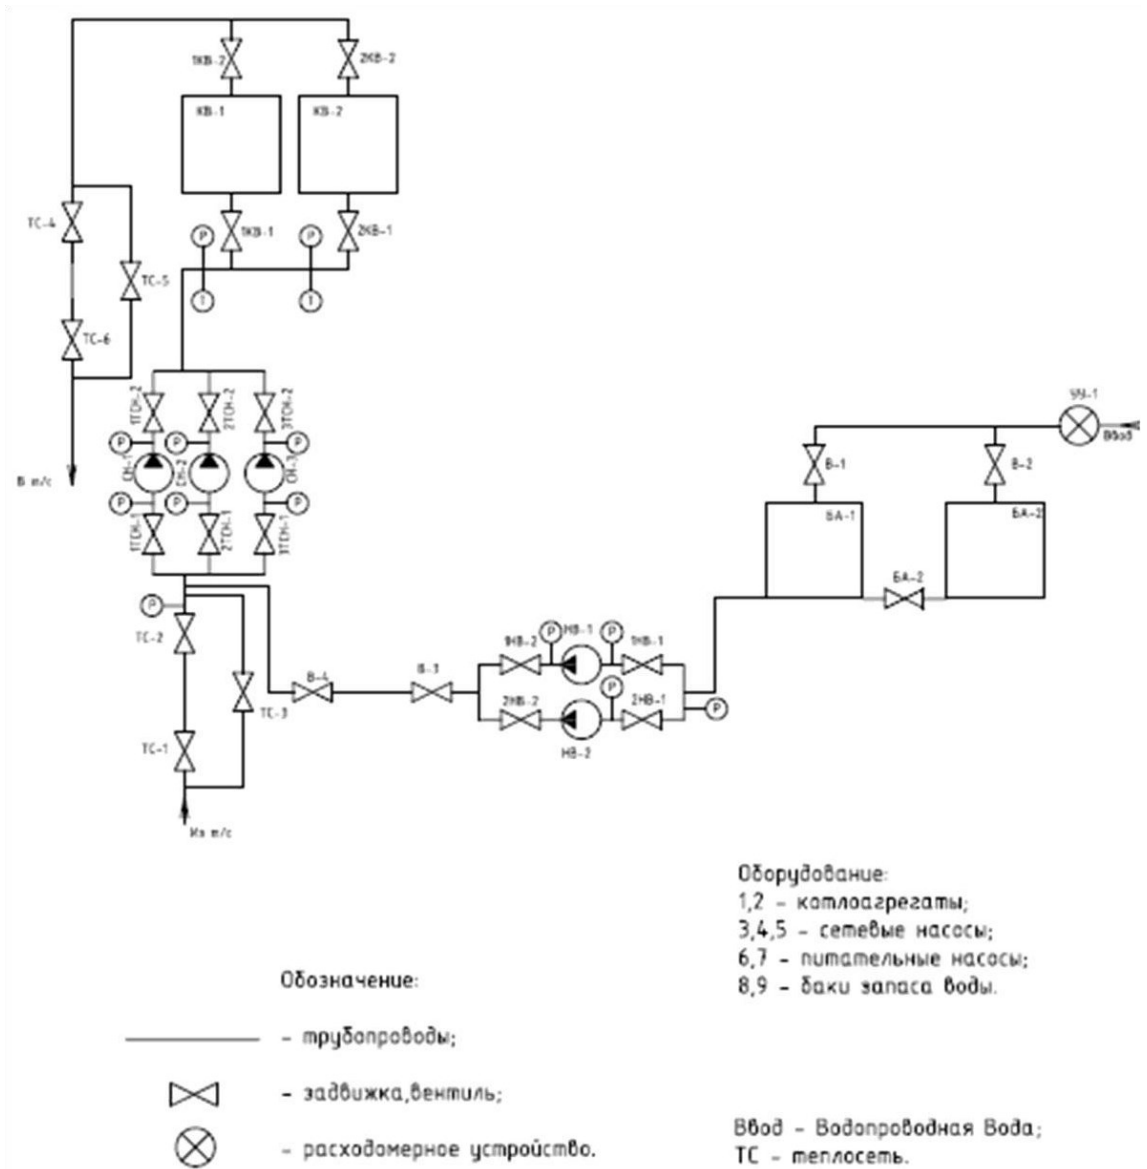 1КВ-2
2КВ-2
КВ-1
КВ-2
ТС-4
1КВ-1
2КВ-1
P
P
ТС-5
T
T
ТС-6
1ТСН-2
2ТСН-2
3ТСН-2
УУ-1
Ввод
P
P
P
СН-1
СН-2
СН-3
В-1
В-2
В т/с
P
P
P
БА-1
БА-2
1ТСН-1
2ТСН-1
3ТСН-1
БА-2
P
ТС-2
1НВ-2
P
НВ-1
P
1НВ-1
В-4
В-3
P
ТС-3
2НВ-2
2НВ-1
P
ТС-1
НВ-2
Из т/с
Оборудование:
1,2 - котлоагрегаты;
3,4,5 - сетевые насосы;
6,7 - питательные насосы;
8,9 - баки запаса воды.
Обозначение:
- трубопроводы;
- задвижка,вентиль;
- расходомерное устройство.
Ввод - Водопроводная Вода;
ТС - теплосеть.